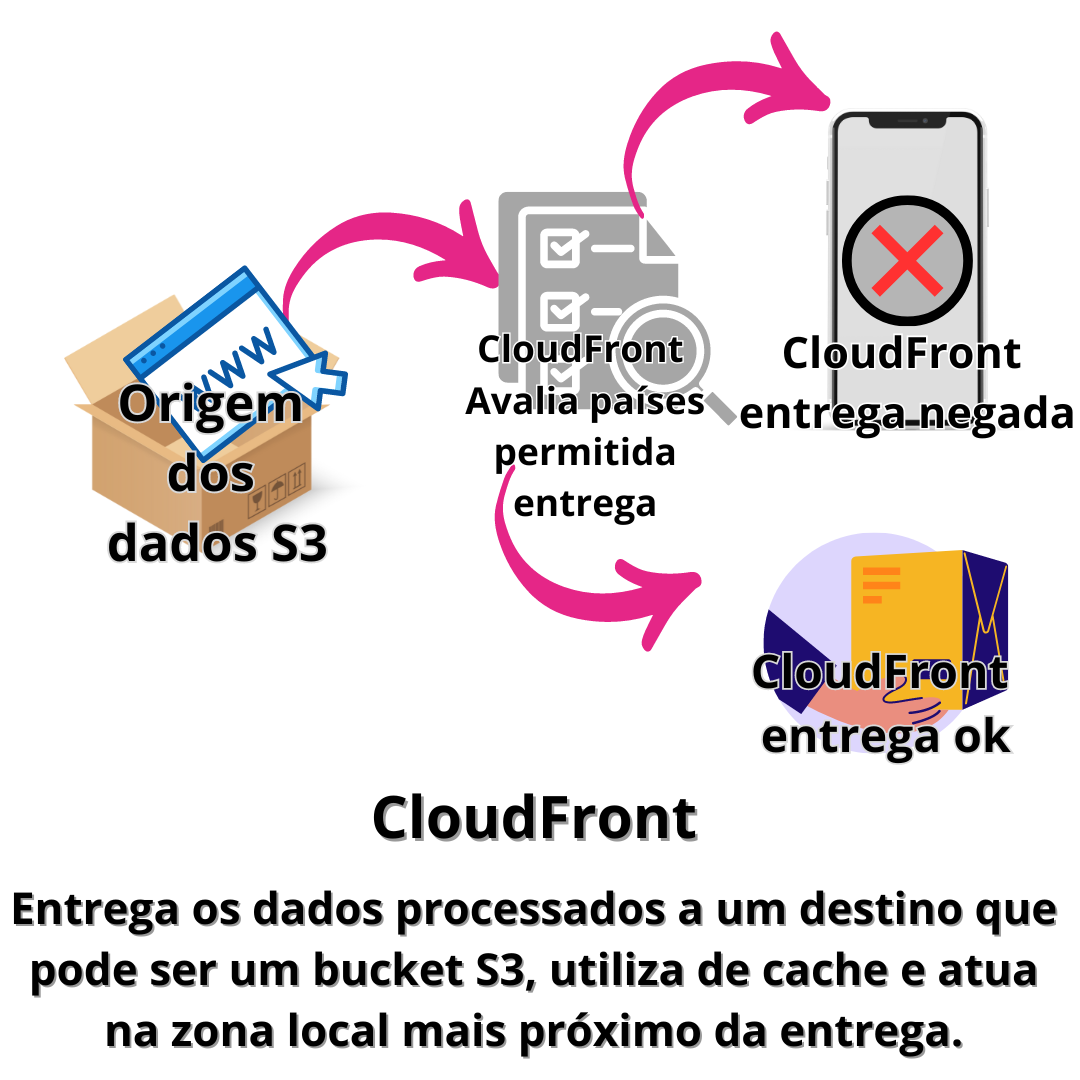 WWW
Origem
dos
dados S3
CloudFront
Avalia países
permitida
entrega
CloudFront
entrega negada
CloudFront
entrega ok
CloudFront
Entrega os dados processados a um destino que
pode ser um bucket S3, utiliza de cache e atua
na zona local mais próximo da entrega.